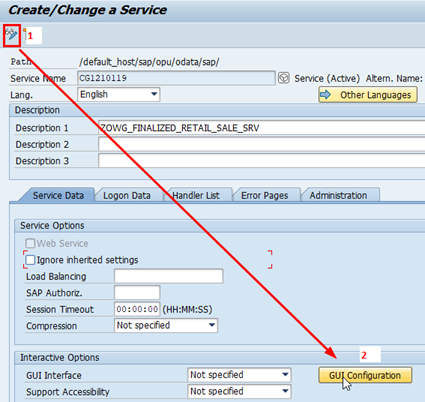 Create/Change a Service
1
Path /default_host/sap/opu/odata/sap/
Service Name CG1210119 Service (Active) Altern. Name:
Lang. English Other Languages
Description
Description 1 ZOWG_FINALIZED_RETAIL_SALE_SRV
Description 2
Description 3
Service Data Logon Data Handler List Error Pages Administration
Service Options
Web Service
Ignore inherited settings
Load Balancing
SAP Authoriz.
Session Timeout 00:00:00 (HH:MM:SS)
Compression Not specified
2
Interactive Options
GUI Interface Not specified GUI Configuration
Support Accessibility Not specified